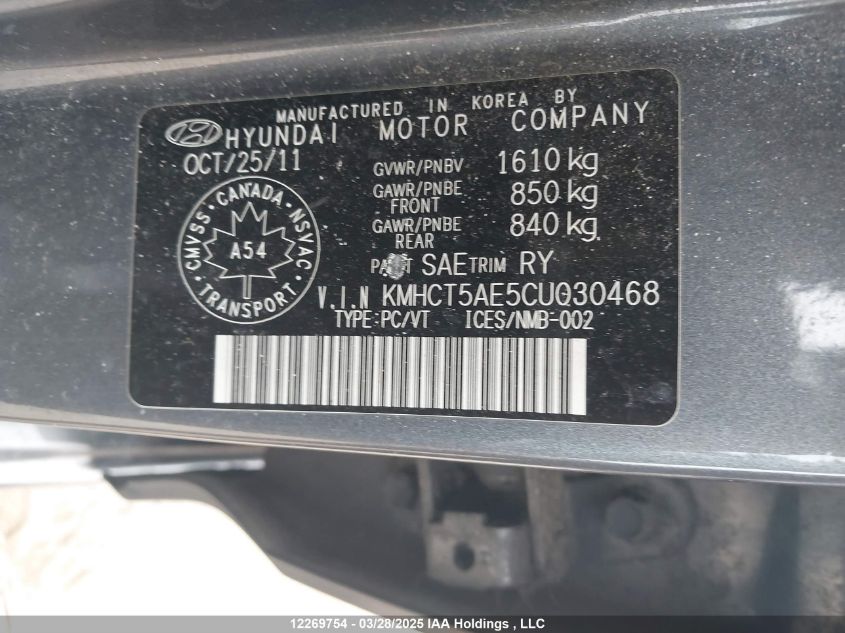 MANUFACTURED IN KOREA BY
HYUNDAI MOTOR COMPANY
OCT/25/11
GVWR/PNBV 1610 kg
GAWR/PNBE FRONT 850 kg
GAWR/PNBE REAR 840 kg
CMVSS · CANADA · NSVAC
A54
TRANSPORT
SAE TRIM RY
V.I.N KMHCT5AE5CU030468
TYPE:PC/VT ICES/NMB-002
12269754 - 03/28/2025 IAA Holdings , LLC